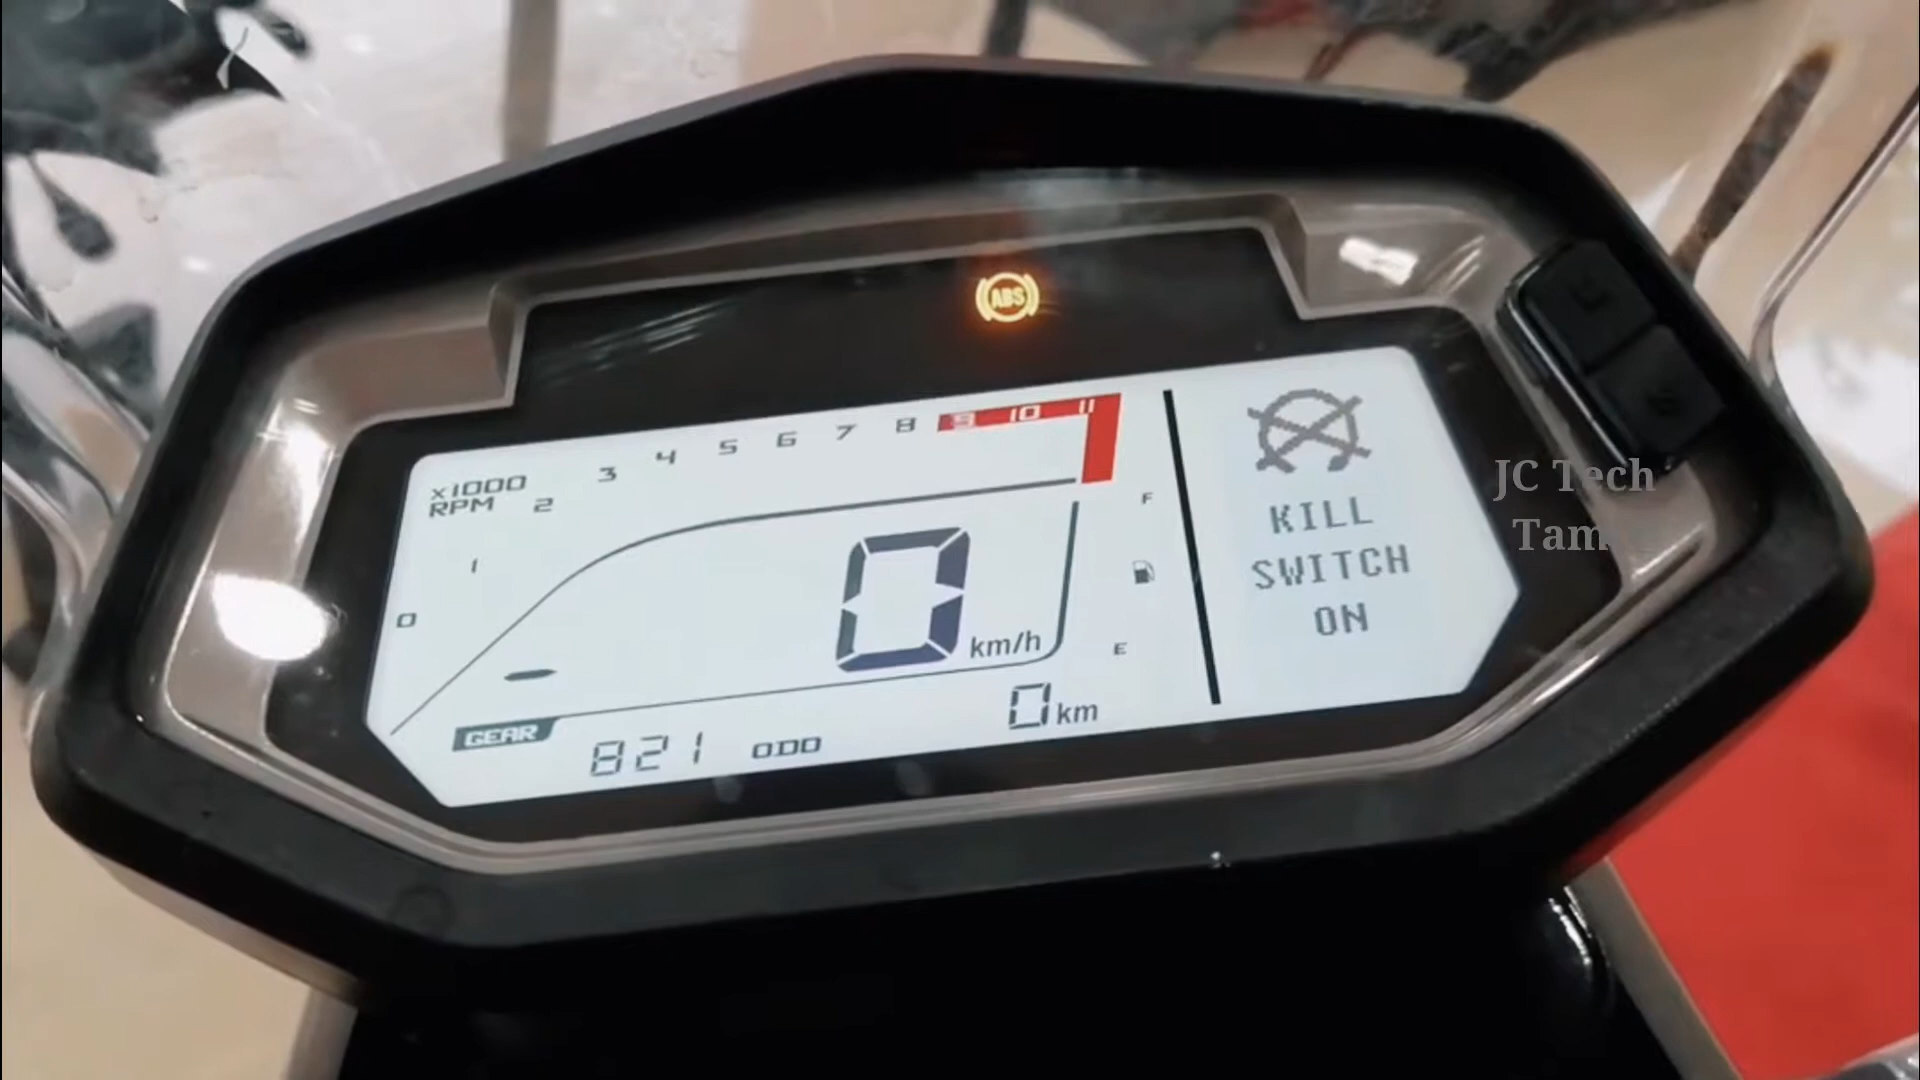 ABS
x1000
RPM
0 1 2 3 4 5 6 7 8 9 10 11
F
E
0 km/h
0 km
GEAR
821 ODO
KILL
SWITCH
ON
JC Tech